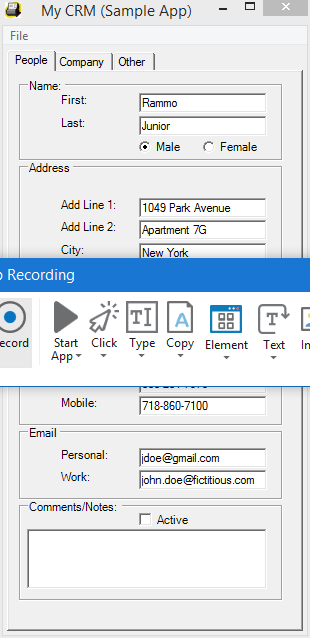 My CRM (Sample App)
File
People Company Other
Name:
First: Rammo
Last: Junior
Male Female
Address
Add Line 1: 1049 Park Avenue
Add Line 2: Apartment 7G
City: New York
Recording
Start App Click Type Copy Element Text
Mobile: 718-860-7100
Email
Personal: jdoe@gmail.com
Work: john.doe@fictitious.com
Comments/Notes:
Active